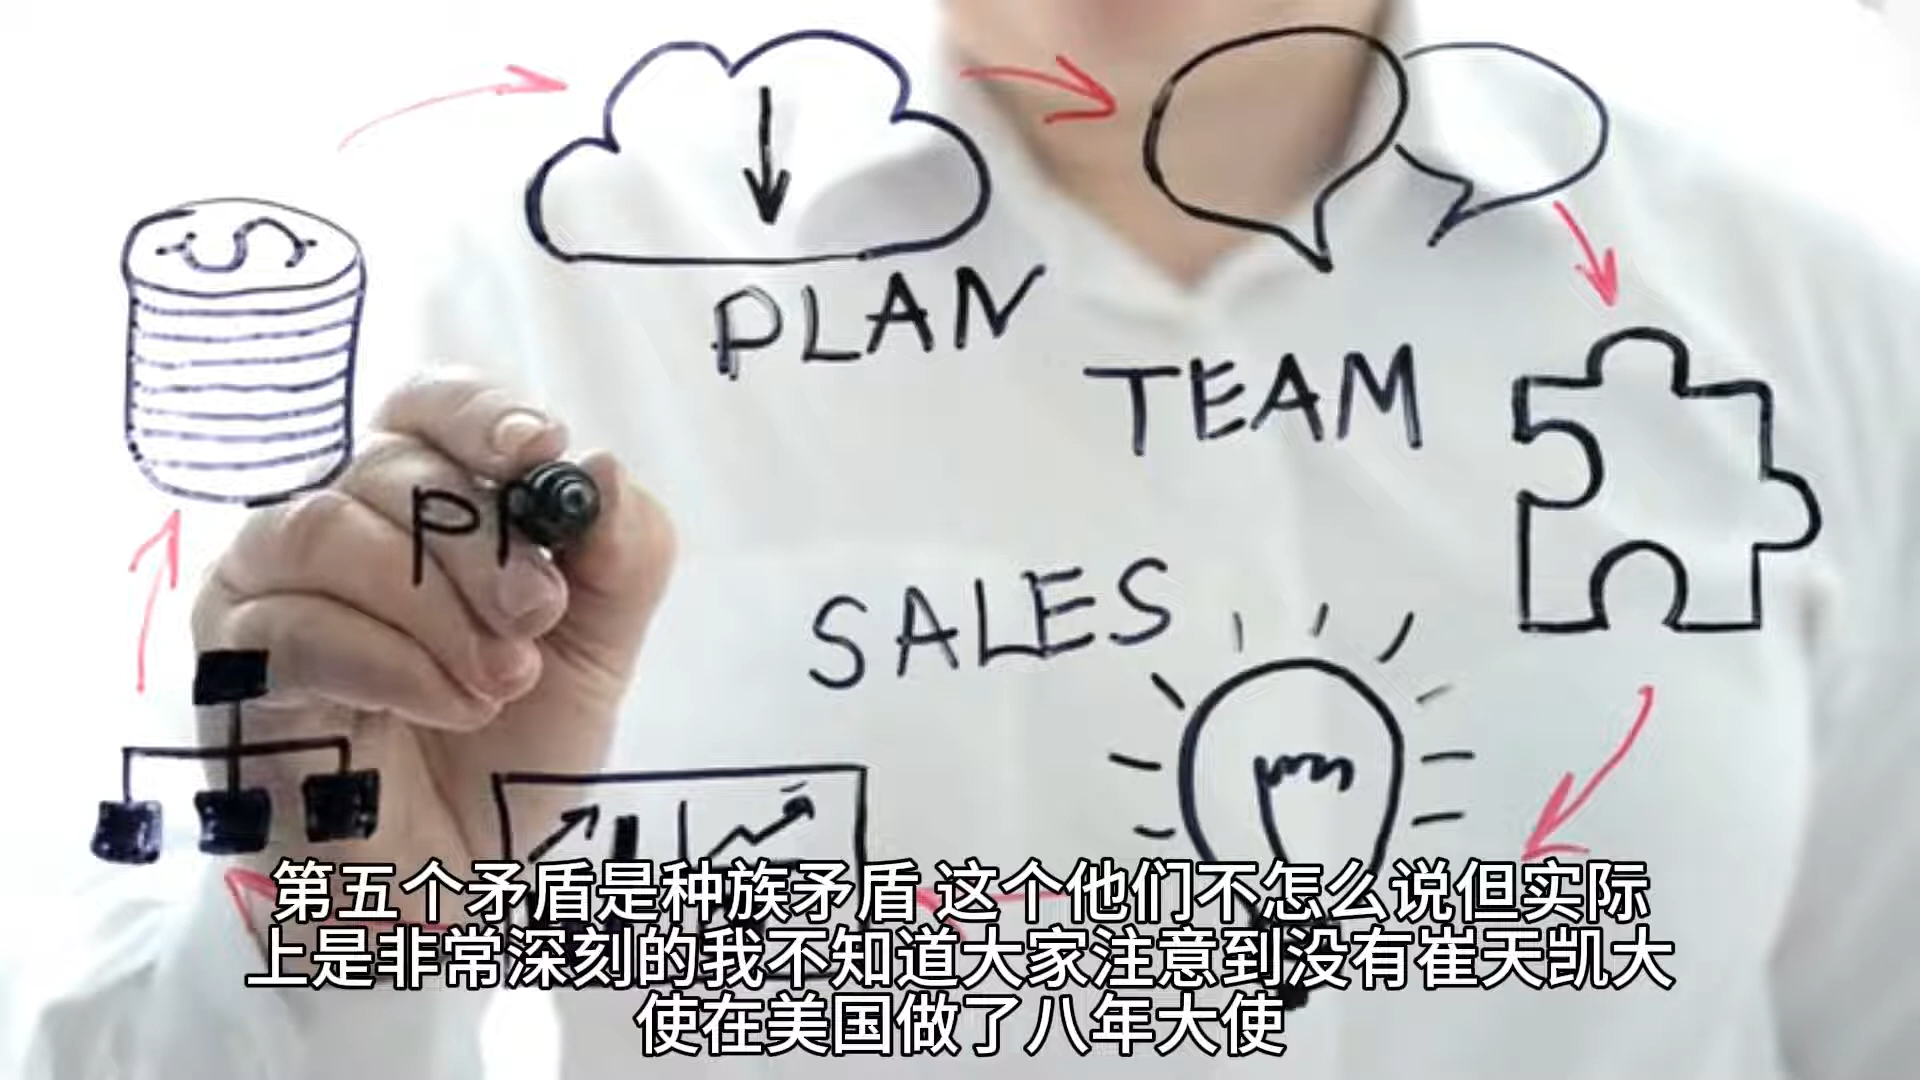 PLAN
TEAM
PR
SALES
第五个矛盾是种族矛盾 这个他们不怎么说但实际
上是非常深刻的我不知道大家注意到没有崔天凯大
使在美国做了八年大使